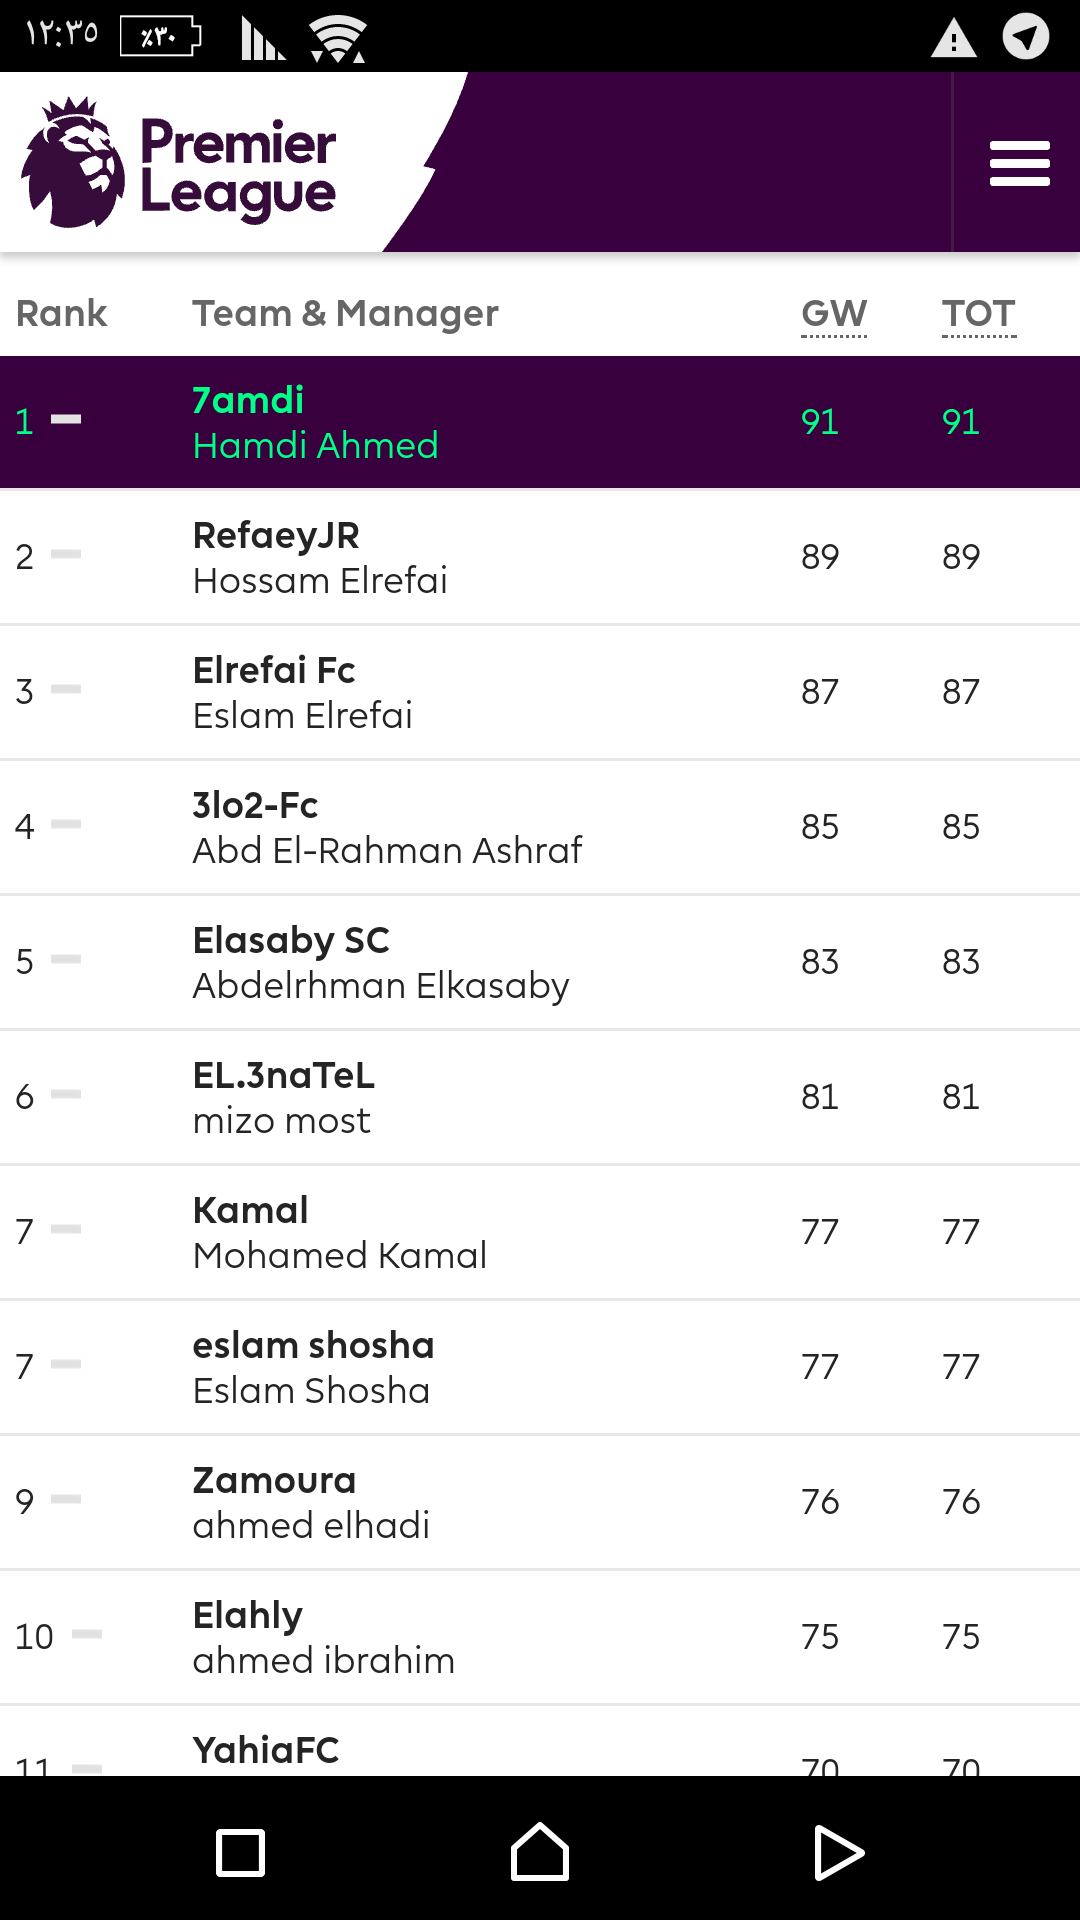 ١٢:٣٥ ٪٣٠
Premier
League
Rank Team & Manager GW TOT
1 7amdi 91 91
Hamdi Ahmed
2 RefaeyJR 89 89
Hossam Elrefai
3 Elrefai Fc 87 87
Eslam Elrefai
4 3lo2-Fc 85 85
Abd El-Rahman Ashraf
5 Elasaby SC 83 83
Abdelrhman Elkasaby
6 EL.3naTeL 81 81
mizo most
7 Kamal 77 77
Mohamed Kamal
7 eslam shosha 77 77
Eslam Shosha
9 Zamoura 76 76
ahmed elhadi
10 Elahly 75 75
ahmed ibrahim
11 YahiaFC 70 70